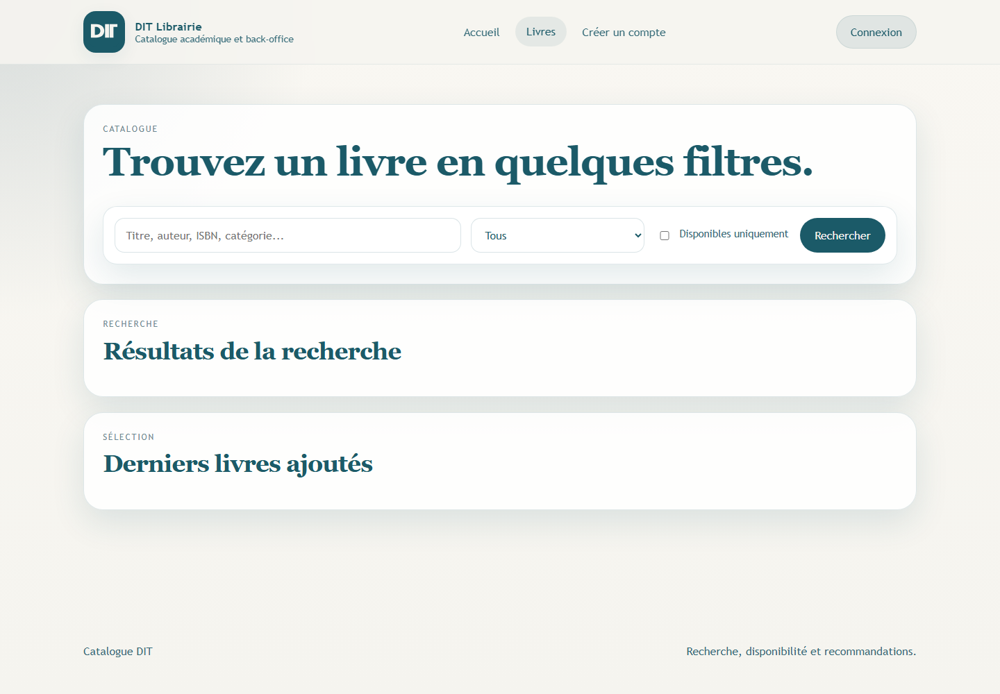 DIT
DIT Librairie
Catalogue académique et back-office
Accueil
Livres
Créer un compte
Connexion
CATALOGUE
Trouvez un livre en quelques filtres.
Titre, auteur, ISBN, catégorie...
Tous
Disponibles uniquement
Rechercher
RECHERCHE
Résultats de la recherche
SÉLECTION
Derniers livres ajoutés
Catalogue DIT
Recherche, disponibilité et recommandations.